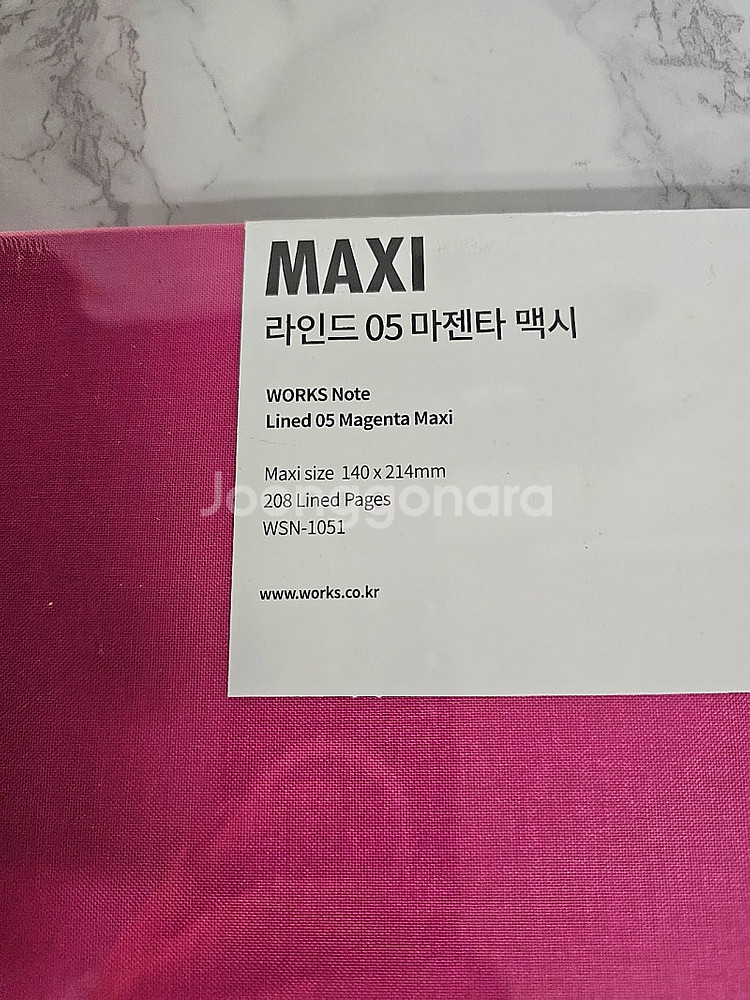 MAXI
라인드 05 마젠타 맥시
WORKS Note
Lined 05 Magenta Maxi
Maxi size 140 x 214mm
208 Lined Pages
Joonggonara
WSN-1051
www.works.co.kr